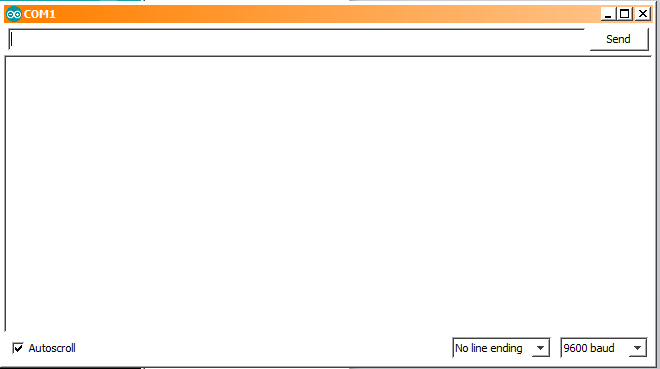 COM1
Send
Autoscroll
No line ending
9600 baud